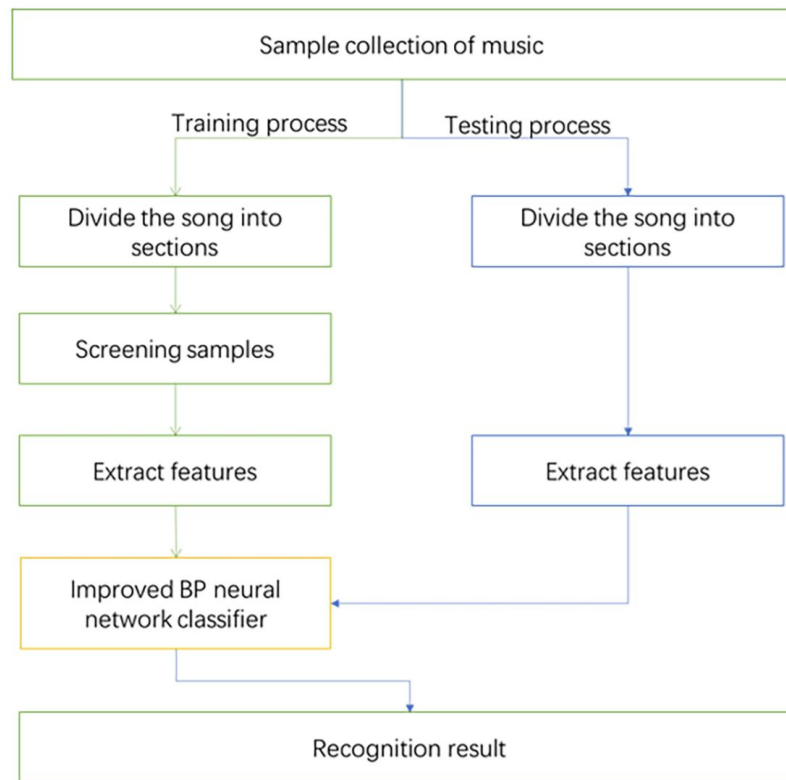 Sample collection of music
Training process
Testing process
Divide the song into
sections
Divide the song into
sections
Screening samples
Extract features
Extract features
Improved BP neural
network classifier
Recognition result